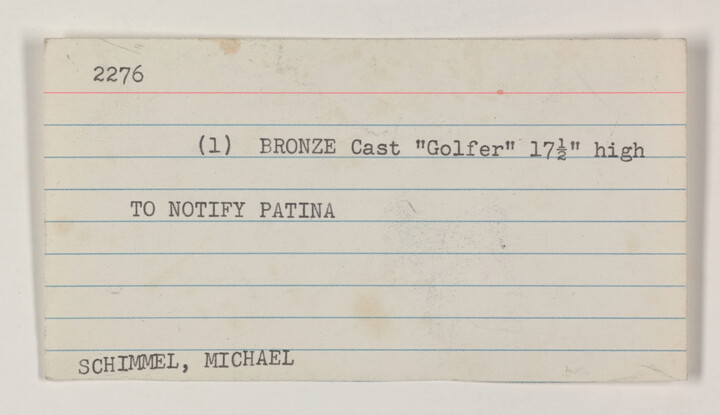 2276
(1) BRONZE Cast "Golfer" 17½" high
TO NOTIFY PATINA
SCHIMMEL, MICHAEL